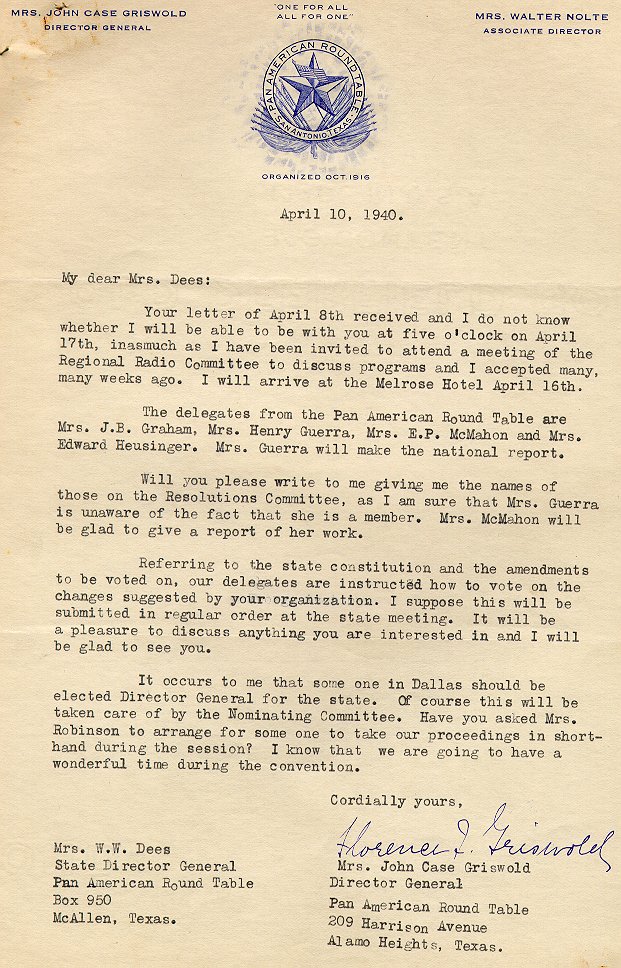 MRS. JOHN CASE GRISWOLD
DIRECTOR GENERAL
"ONE FOR ALL
ALL FOR ONE"
MRS. WALTER NOLTE
ASSOCIATE DIRECTOR
PAN AMERICAN ROUND TABLE
SAN ANTONIO, TEXAS
ORGANIZED OCT. 1916
April 10, 1940.
My dear Mrs. Dees:
Your letter of April 8th received and I do not know
whether I will be able to be with you at five o'clock on April
17th, inasmuch as I have been invited to attend a meeting of the
Regional Radio Committee to discuss programs and I accepted many,
many weeks ago. I will arrive at the Melrose Hotel April 16th.
The delegates from the Pan American Round Table are
Mrs. J.B. Graham, Mrs. Henry Guerra, Mrs. E.P. McMahon and Mrs.
Edward Heusinger. Mrs. Guerra will make the national report.
Will you please write to me giving me the names of
those on the Resolutions Committee, as I am sure that Mrs. Guerra
is unaware of the fact that she is a member. Mrs. McMahon will
be glad to give a report of her work.
Referring to the state constitution and the amendments
to be voted on, our delegates are instructed how to vote on the
changes suggested by your organization. I suppose this will be
submitted in regular order at the state meeting. It will be
a pleasure to discuss anything you are interested in and I will
be glad to see you.
It occurs to me that some one in Dallas should be
elected Director General for the state. Of course this will be
taken care of by the Nominating Committee. Have you asked Mrs.
Robinson to arrange for some one to take our proceedings in short-
hand during the session? I know that we are going to have a
wonderful time during the convention.
Cordially yours,
Florence J. Griswold
Mrs. John Case Griswold
Director General
Pan American Round Table
209 Harrison Avenue
Alamo Heights, Texas.
Mrs. W.W. Dees
State Director General
Pan American Round Table
Box 950
McAllen, Texas.